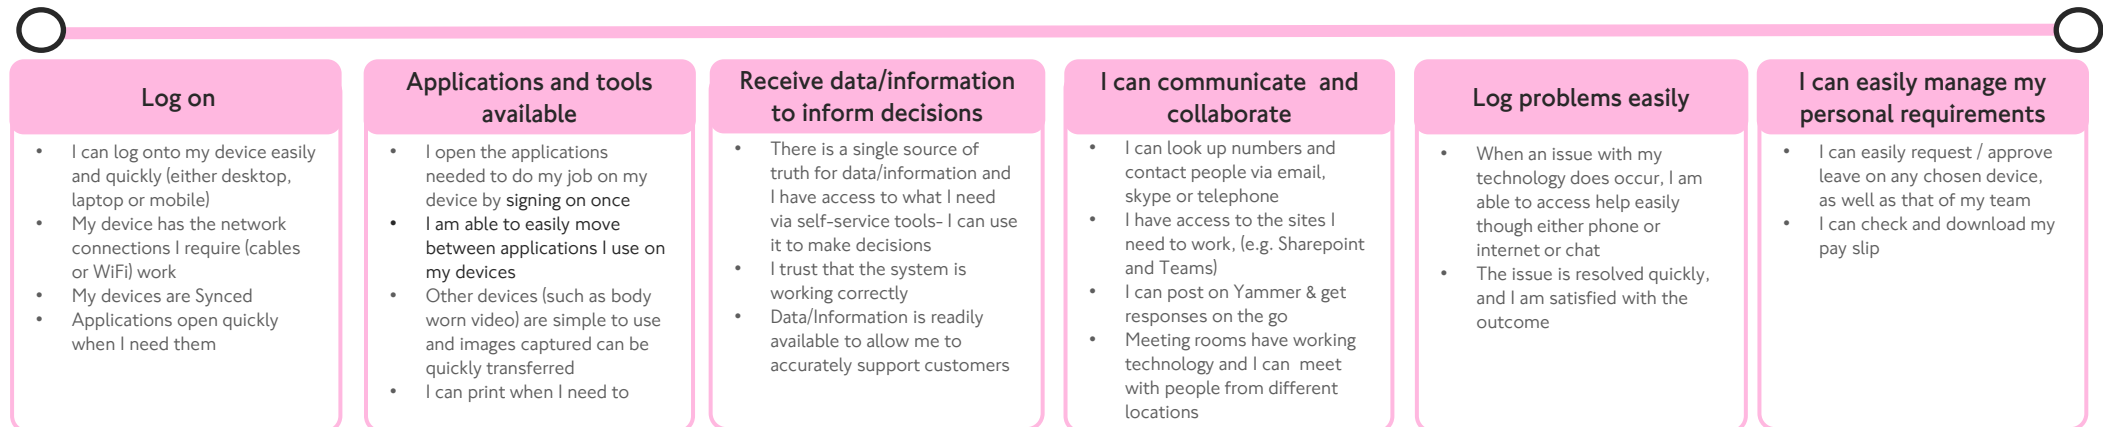 Log on
• I can log onto my device easily
and quickly (either desktop,
laptop or mobile)
• My device has the network
connections I require (cables
or WiFi) work
• My devices are Synced
• Applications open quickly
when I need them
Applications and tools
available
• I open the applications
needed to do my job on my
device by signing on once
• I am able to easily move
between applications I use on
my devices
• Other devices (such as body
worn video) are simple to use
and images captured can be
quickly transferred
• I can print when I need to
Receive data/information
to inform decisions
• There is a single source of
truth for data/information and
I have access to what I need
via self-service tools- I can use
it to make decisions
• I trust that the system is
working correctly
• Data/Information is readily
available to allow me to
accurately support customers
I can communicate and
collaborate
• I can look up numbers and
contact people via email,
skype or telephone
• I have access to the sites I
need to work, (e.g. Sharepoint
and Teams)
• I can post on Yammer & get
responses on the go
• Meeting rooms have working
technology and I can meet
with people from different
locations
Log problems easily
• When an issue with my
technology does occur, I am
able to access help easily
though either phone or
internet or chat
• The issue is resolved quickly,
and I am satisfied with the
outcome
I can easily manage my
personal requirements
• I can easily request / approve
leave on any chosen device,
as well as that of my team
• I can check and download my
pay slip